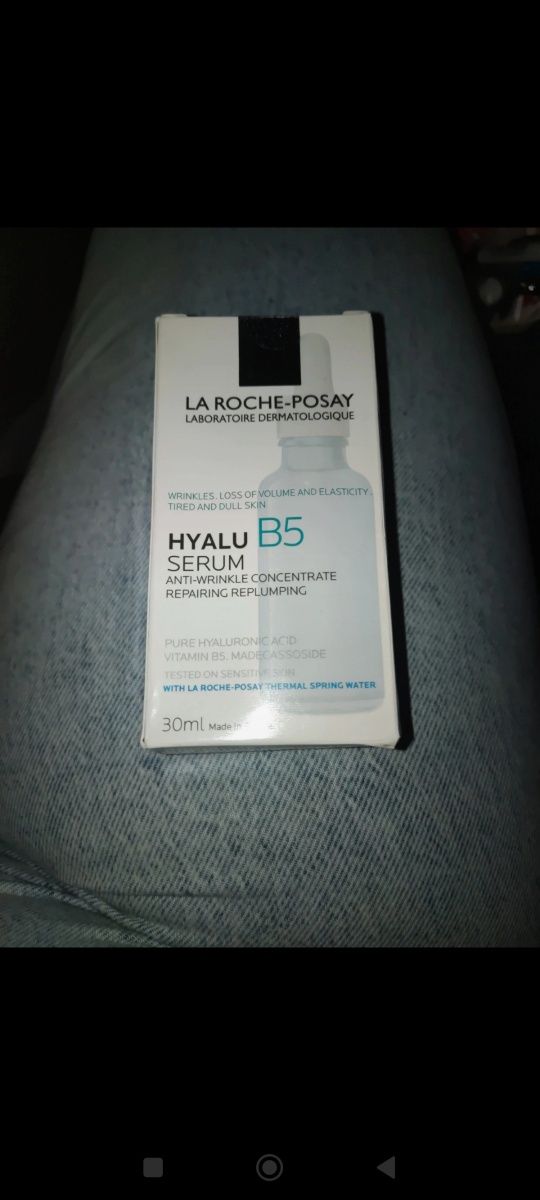 LA ROCHE-POSAY
LABORATOIRE DERMATOLOGIQUE
WRINKLES. LOSS OF VOLUME AND ELASTICITY.
TIRED AND DULL SKIN
HYALU B5
SERUM
ANTI-WRINKLE CONCENTRATE
REPAIRING REPLUMPING
PURE HYALURONIC ACID
VITAMIN B5. MADECASSOSIDE
TESTED ON SENSITIVE SKIN
WITH LA ROCHE-POSAY THERMAL SPRING WATER
30ml Made in